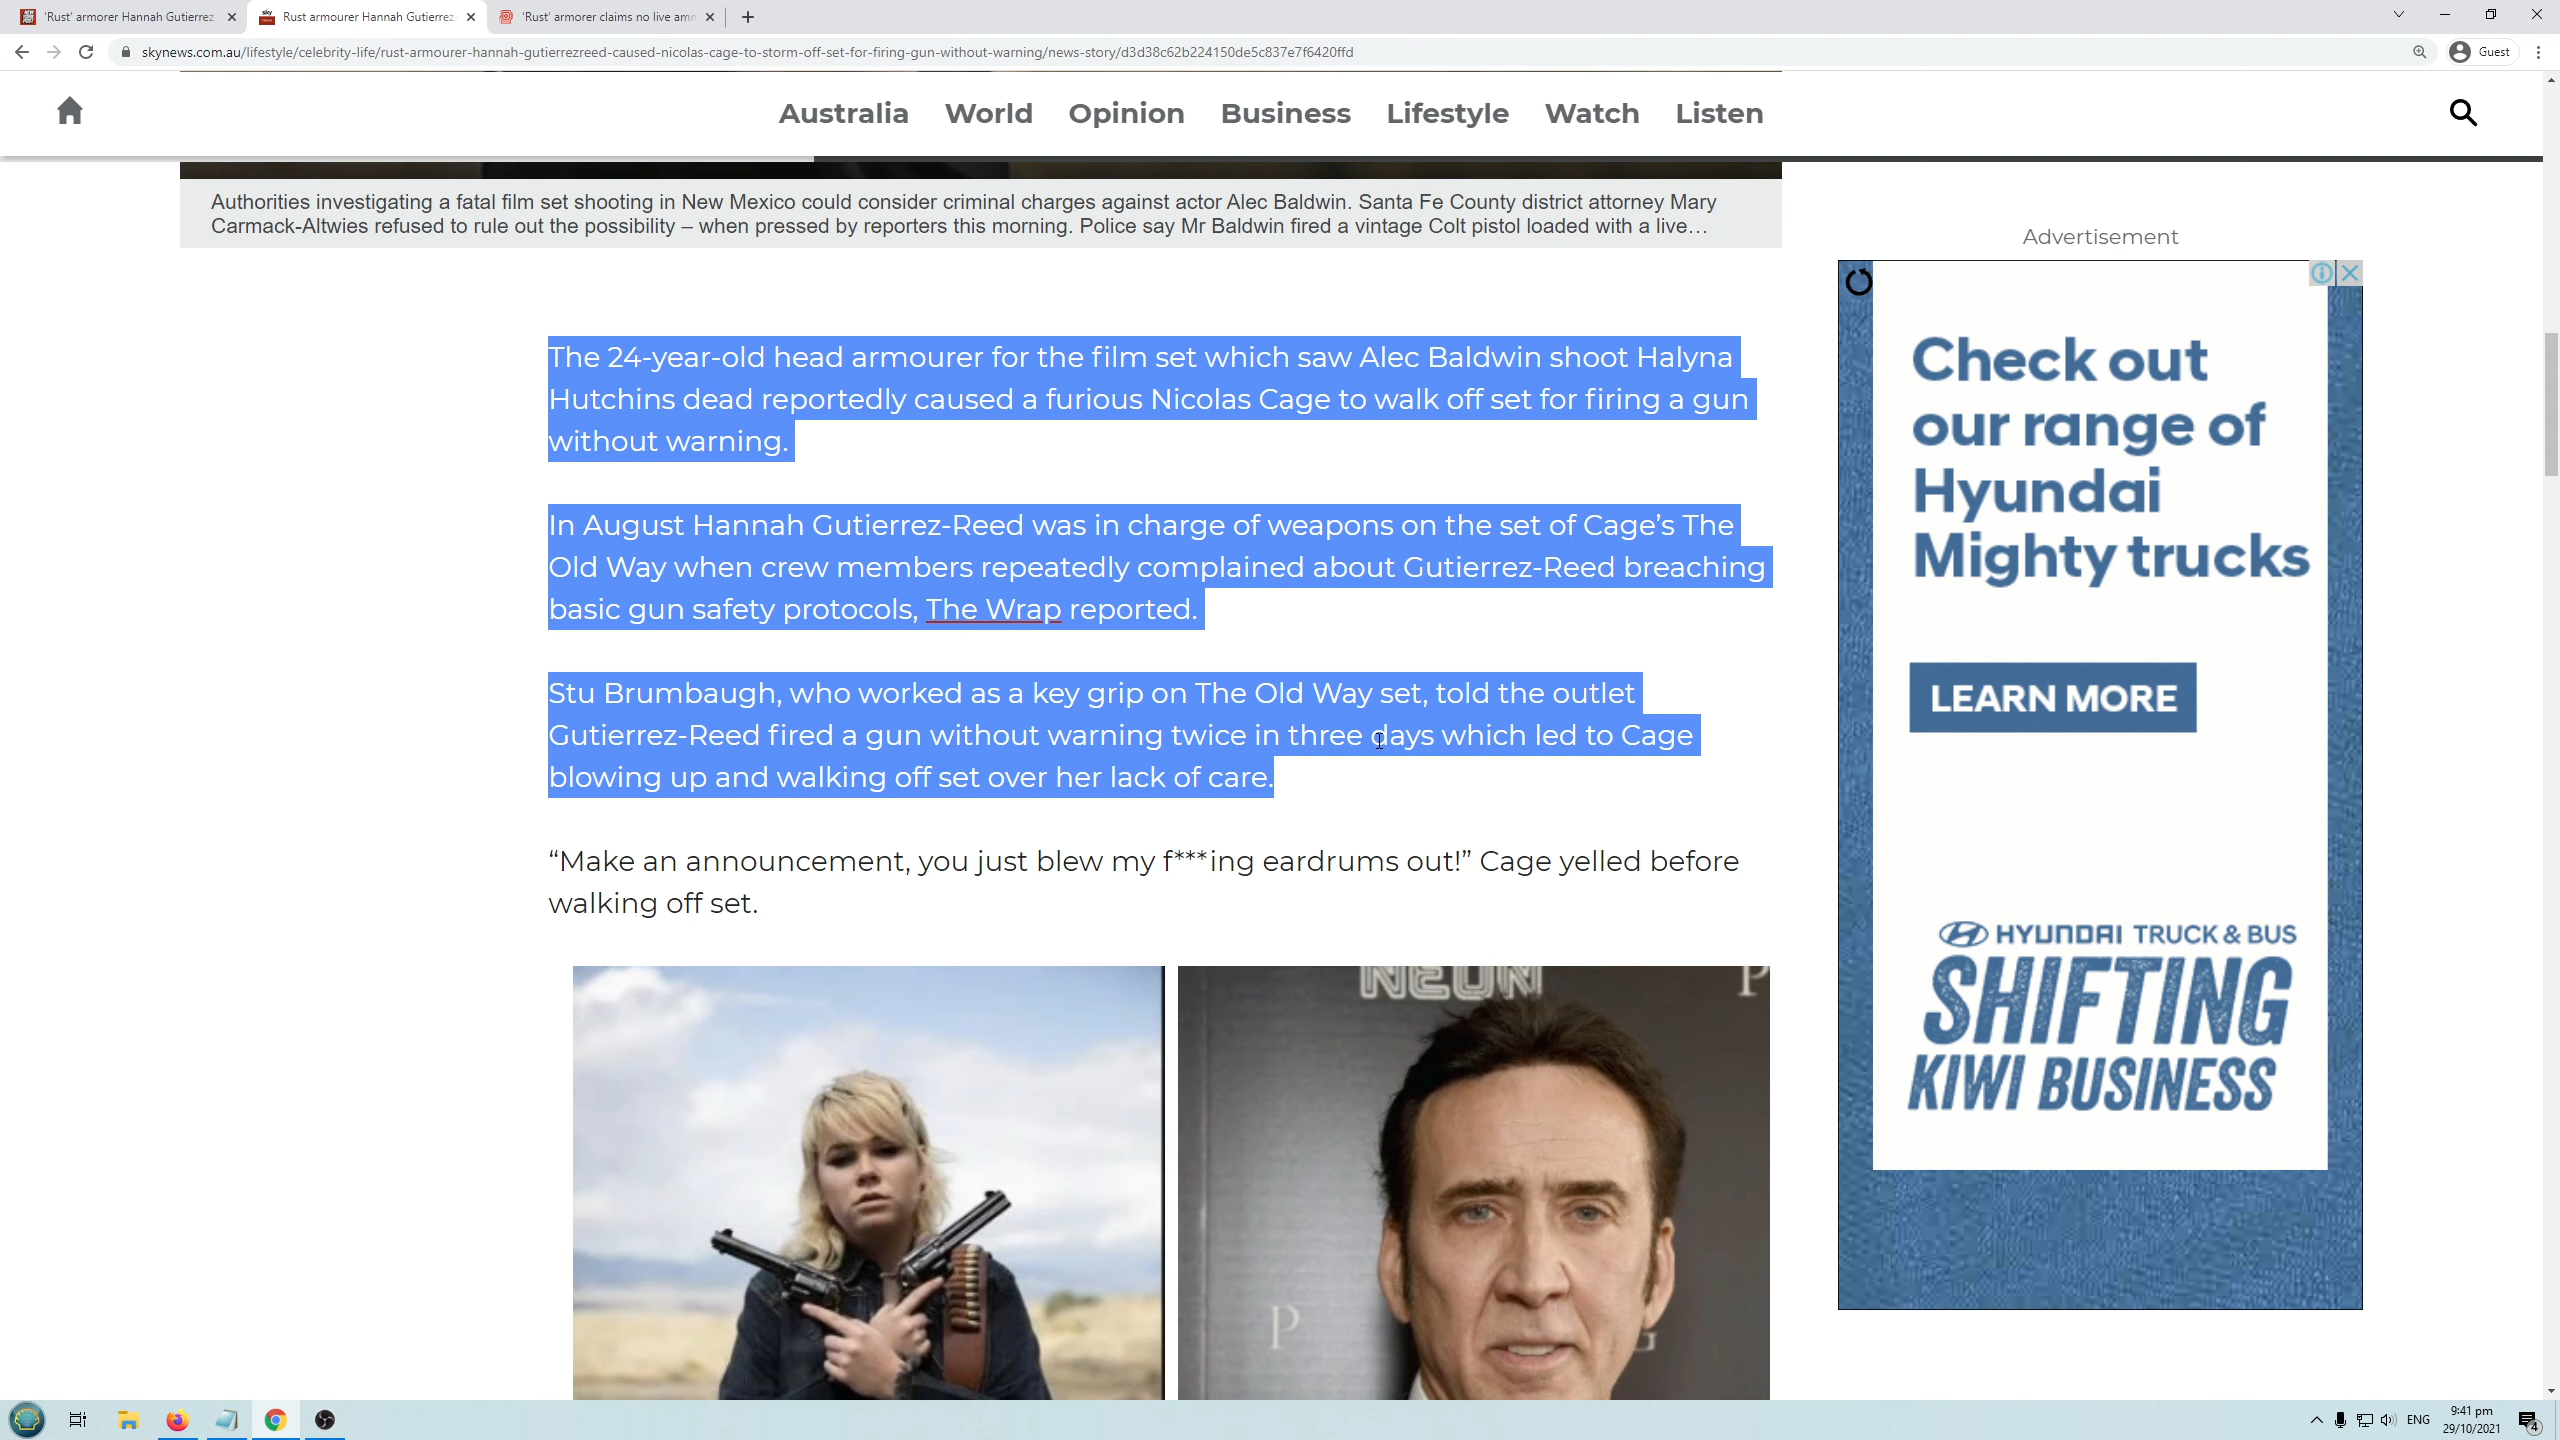 'Rust' armorer Hannah Gutierrez
Rust armourer Hannah Gutierrez-
'Rust' armorer claims no live amm
skynews.com.au/lifestyle/celebrity-life/rust-armourer-hannah-gutierrezreed-caused-nicolas-cage-to-storm-off-set-for-firing-gun-without-warning/news-story/d3d38c62b224150de5c837e7f6420ffd
Guest
Australia World Opinion Business Lifestyle Watch Listen
Authorities investigating a fatal film set shooting in New Mexico could consider criminal charges against actor Alec Baldwin. Santa Fe County district attorney Mary
Carmack-Altwies refused to rule out the possibility – when pressed by reporters this morning. Police say Mr Baldwin fired a vintage Colt pistol loaded with a live…
The 24-year-old head armourer for the film set which saw Alec Baldwin shoot Halyna
Hutchins dead reportedly caused a furious Nicolas Cage to walk off set for firing a gun
without warning.
In August Hannah Gutierrez-Reed was in charge of weapons on the set of Cage's The
Old Way when crew members repeatedly complained about Gutierrez-Reed breaching
basic gun safety protocols, The Wrap reported.
Stu Brumbaugh, who worked as a key grip on The Old Way set, told the outlet
Gutierrez-Reed fired a gun without warning twice in three days which led to Cage
blowing up and walking off set over her lack of care.
“Make an announcement, you just blew my f***ing eardrums out!” Cage yelled before
walking off set.
NEON
P
P
G
Advertisement
Check out
our range of
Hyundai
Mighty trucks
LEARN MORE
HYUNDAI TRUCK & BUS
SHIFTING
KIWI BUSINESS
ENG
9:41 pm
29/10/2021
4